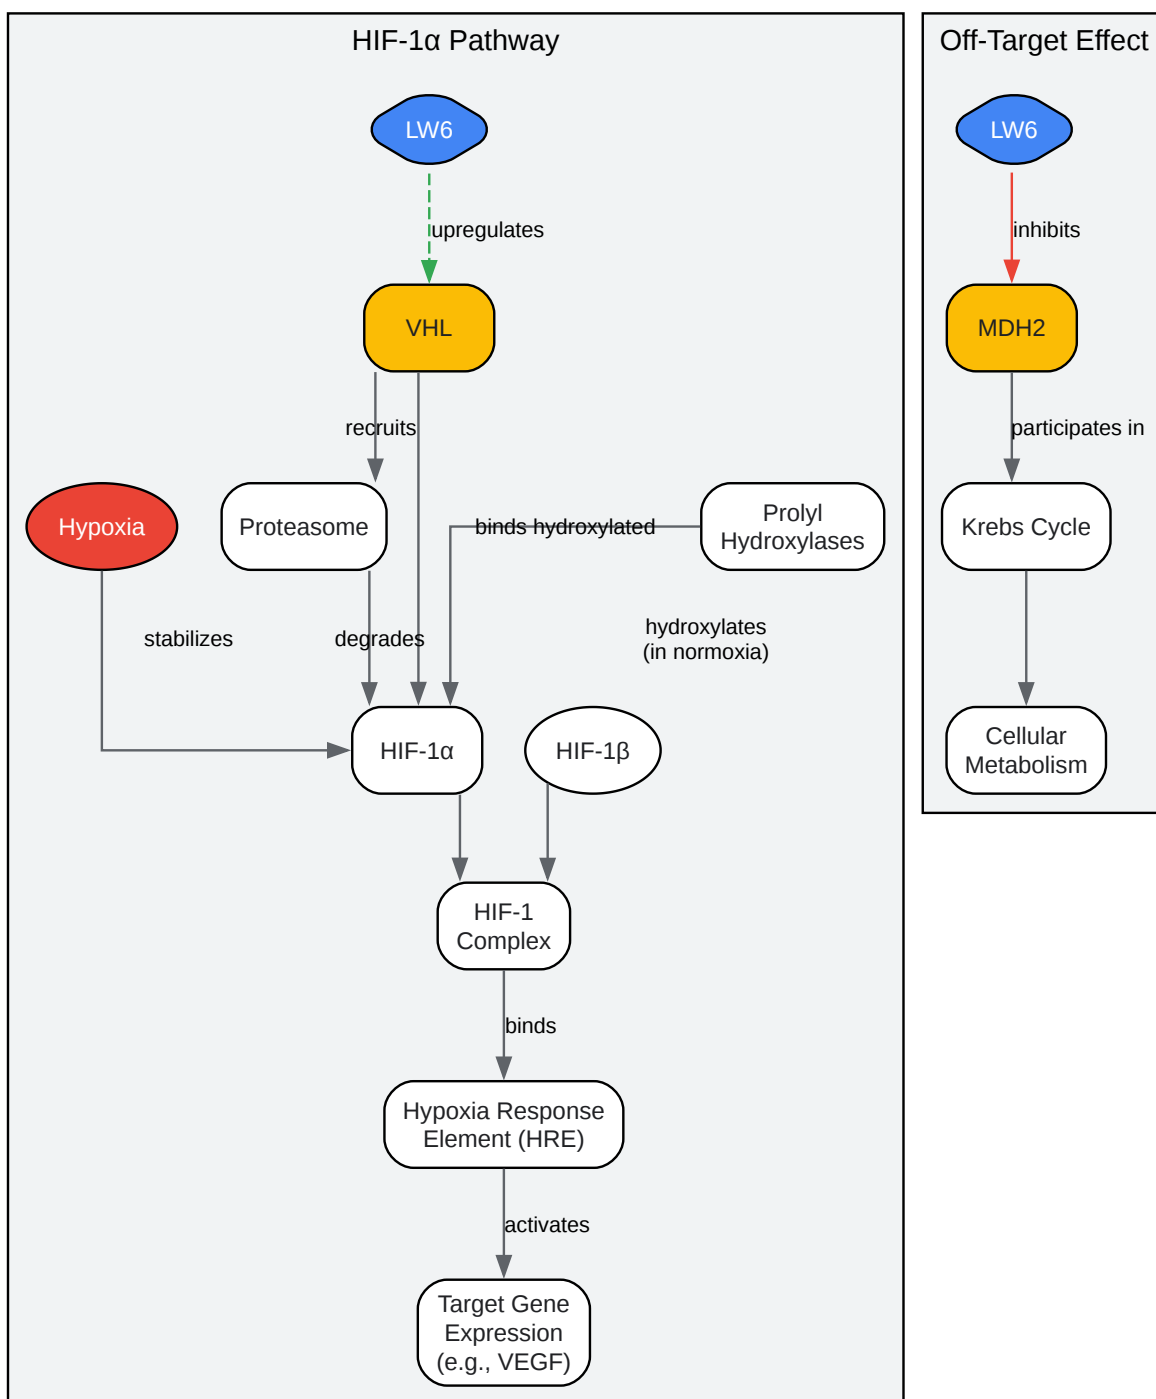 HIF-1α Pathway
Off-Target Effect
LW6
LW6
upregulates
inhibits
VHL
MDH2
recruits
participates in
Hypoxia
Proteasome
binds hydroxylated
Prolyl
Hydroxylases
Krebs Cycle
stabilizes
degrades
hydroxylates
(in normoxia)
HIF-1α
HIF-1β
Cellular
Metabolism
HIF-1
Complex
binds
Hypoxia Response
Element (HRE)
activates
Target Gene
Expression
(e.g., VEGF)